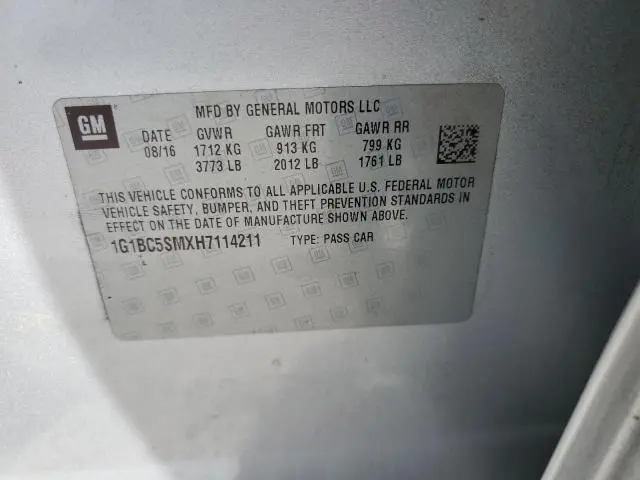 GM
MFD BY GENERAL MOTORS LLC
DATE GVWR GAWR FRT GAWR RR
08/16 1712 KG 913 KG 799 KG
3773 LB 2012 LB 1761 LB
THIS VEHICLE CONFORMS TO ALL APPLICABLE U.S. FEDERAL MOTOR
VEHICLE SAFETY, BUMPER, AND THEFT PREVENTION STANDARDS IN
EFFECT ON THE DATE OF MANUFACTURE SHOWN ABOVE.
1G1BC5SMXH7114211 TYPE: PASS CAR